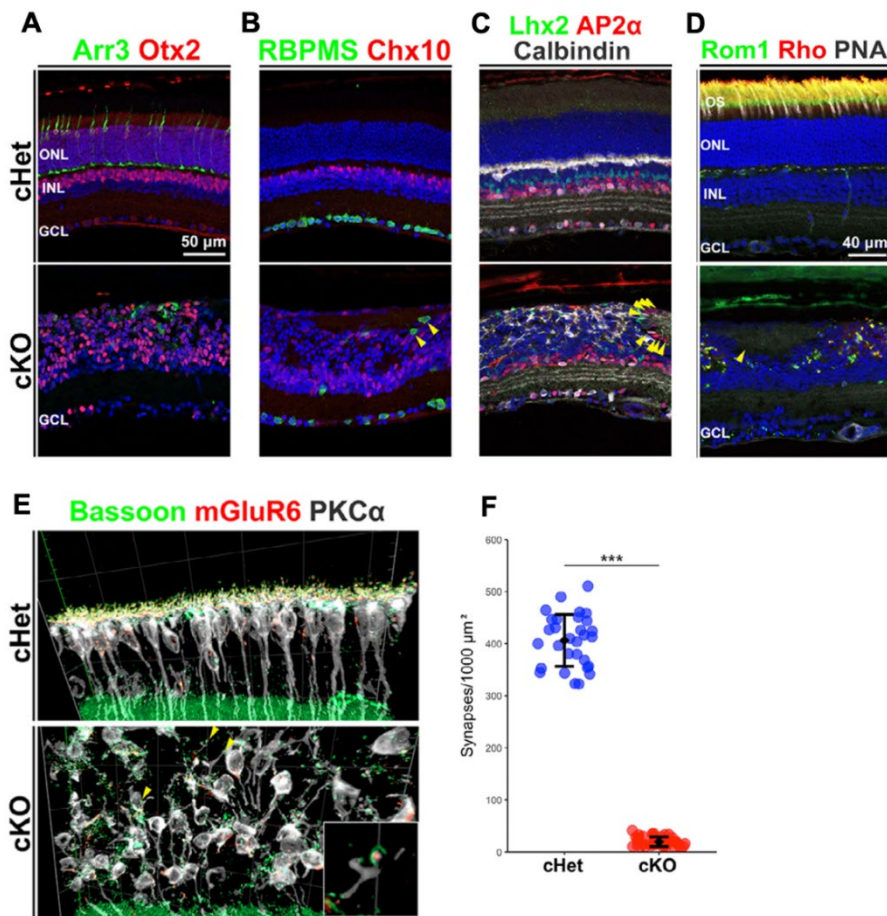 A
Arr3 Otx2
cHet
ONL
INL
GCL
50 µm
cKO
GCL
B
RBPMS Chx10
C
Lhx2 AP2α
Calbindin
D
Rom1 Rho PNA
OS
ONL
INL
GCL
40 µm
GCL
E
Bassoon mGluR6 PKCα
cHet
cKO
F
Synapses/1000 µm²
600
500
400
300
200
100
0
***
cHet
cKO